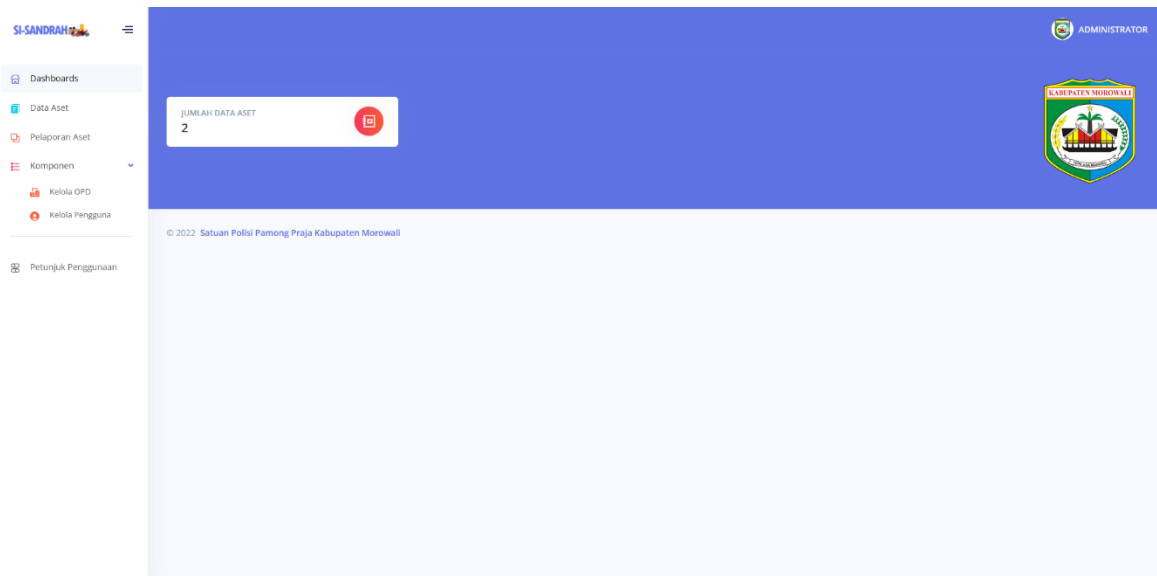 SI-SANDRAH
ADMINISTRATOR
Dashboards
Data Aset
Pelaporan Aset
Komponen
Kelola OPD
Kelola Pengguna
Petunjuk Penggunaan
JUMLAH DATA ASET
2
KABUPATEN MOROWALI
© 2022 Satuan Polisi Pamong Praja Kabupaten Morowali